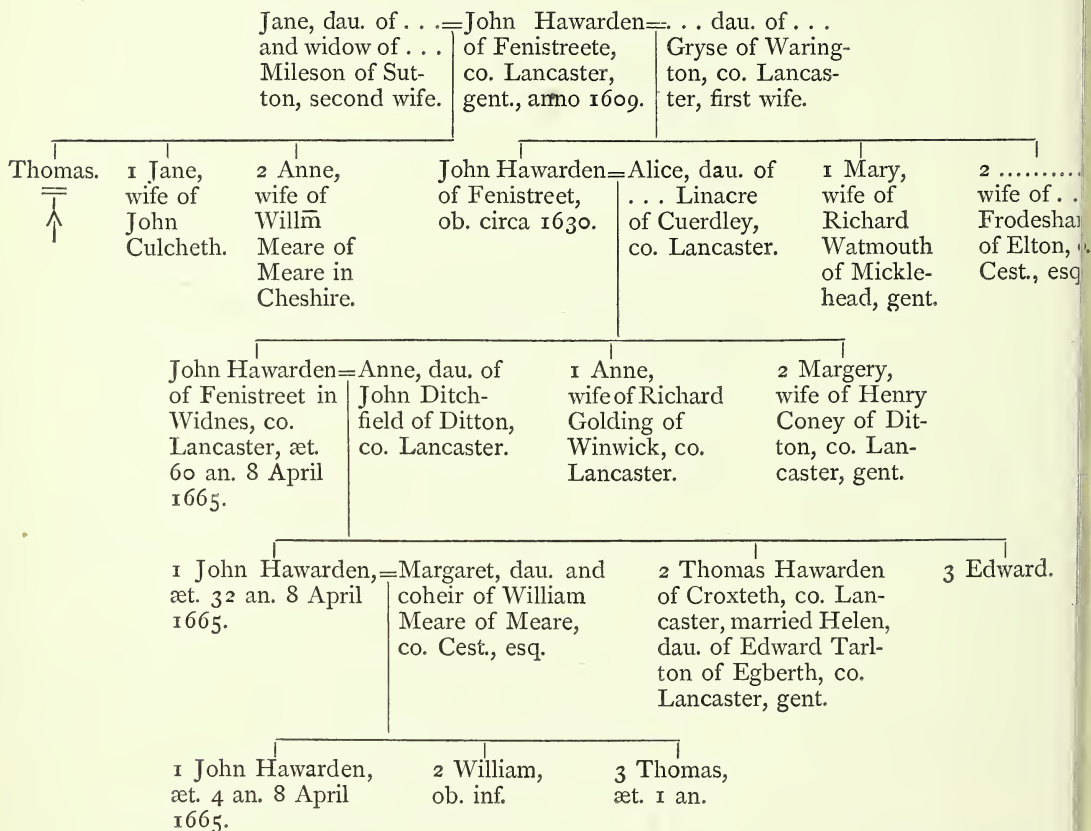 Jane, dau. of . . .
and widow of . . .
Mileson of Sut-
ton, second wife.
=John Hawarden=
of Fenistreete,
co. Lancaster,
gent., anno 1609.
. . . dau. of . . .
Gryse of Waring-
ton, co. Lancas-
ter, first wife.
Thomas.
1 Jane,
wife of
John
Culcheth.
2 Anne,
wife of
Willm̄
Meare of
Meare in
Cheshire.
John Hawarden=
of Fenistreet,
ob. circa 1630.
Alice, dau. of
. . . Linacre
of Cuerdley,
co. Lancaster.
1 Mary,
wife of
Richard
Watmouth
of Mickle-
head, gent.
2 ..........
wife of . .
Frodesha
of Elton,
Cest., esq
John Hawarden=
of Fenistreet in
Widnes, co.
Lancaster, æt.
60 an. 8 April
1665.
Anne, dau. of
John Ditch-
field of Ditton,
co. Lancaster.
1 Anne,
wife of Richard
Golding of
Winwick, co.
Lancaster.
2 Margery,
wife of Henry
Coney of Dit-
ton, co. Lan-
caster, gent.
1 John Hawarden,=
æt. 32 an. 8 April
1665.
Margaret, dau. and
coheir of William
Meare of Meare,
co. Cest., esq.
2 Thomas Hawarden
of Croxteth, co. Lan-
caster, married Helen,
dau. of Edward Tarl-
ton of Egberth, co.
Lancaster, gent.
3 Edward.
1 John Hawarden,
æt. 4 an. 8 April
1665.
2 William,
ob. inf.
3 Thomas,
æt. 1 an.